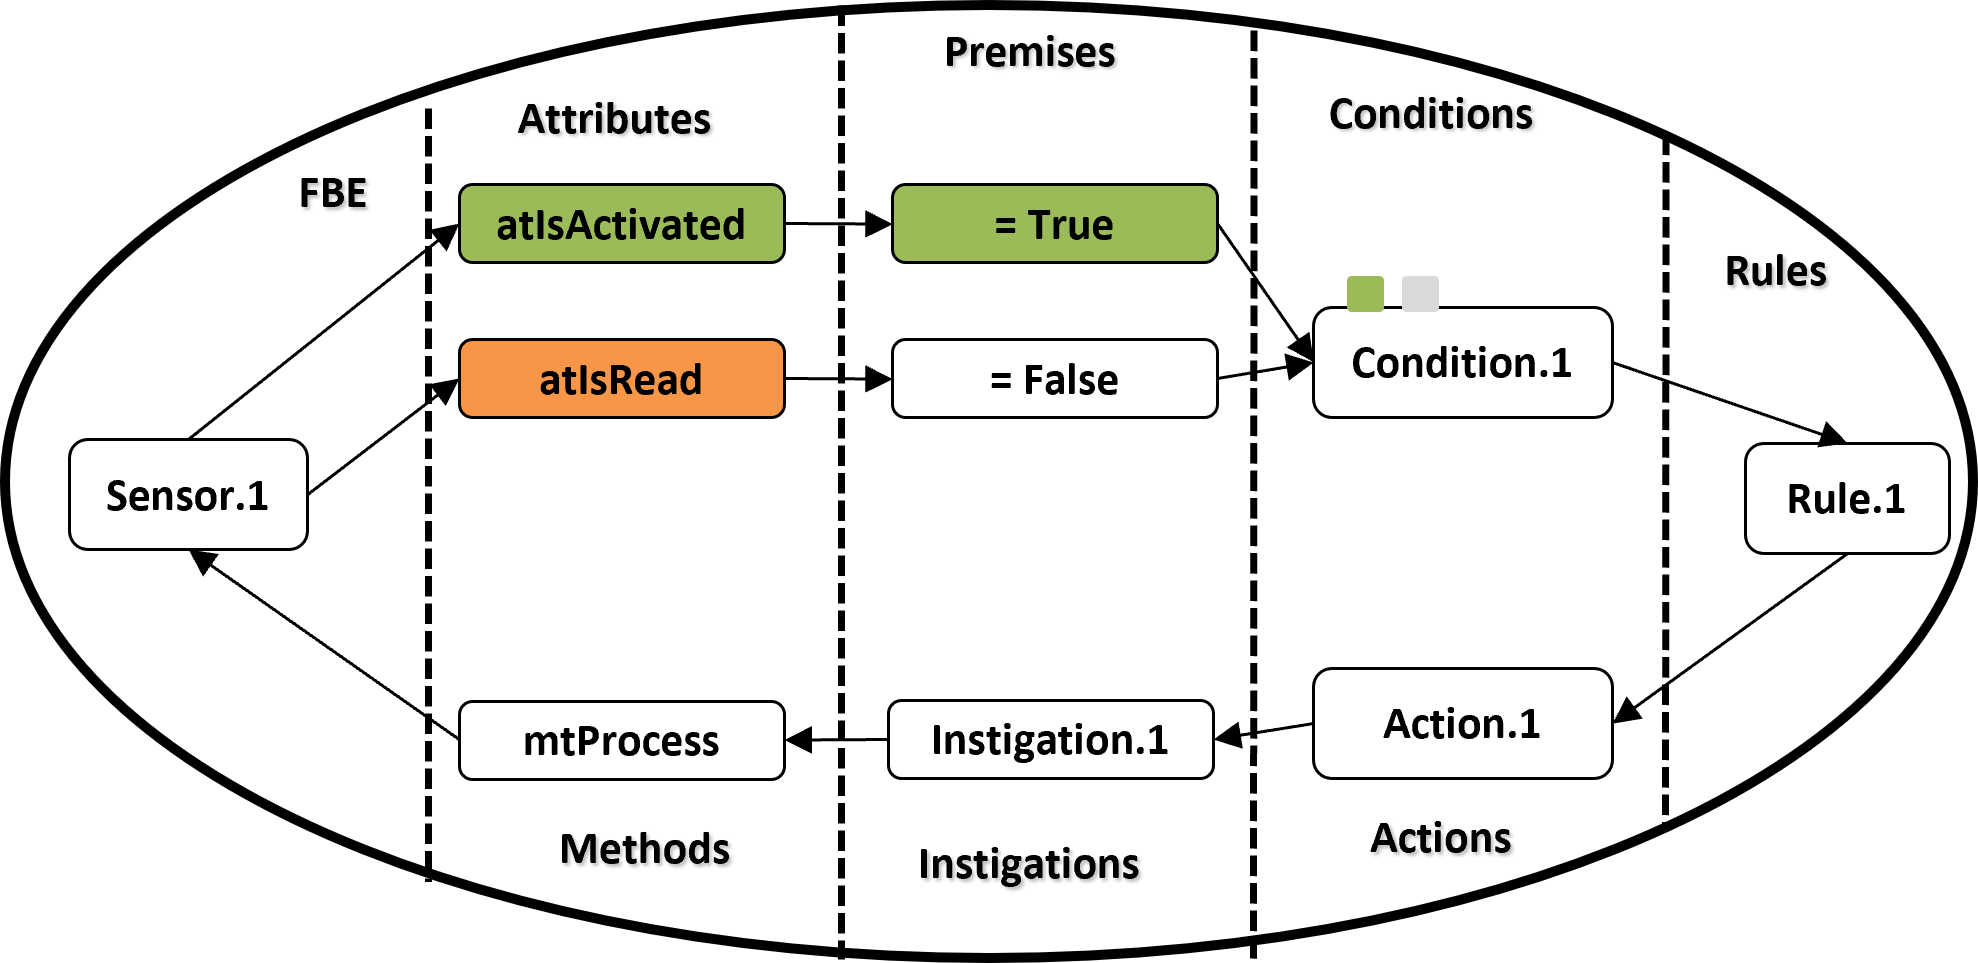 Premises
Attributes
Conditions
FBE
atIsActivated
= True
Rules
atIsRead
= False
Condition.1
Sensor.1
Rule.1
mtProcess
Instigation.1
Action.1
Methods
Instigations
Actions